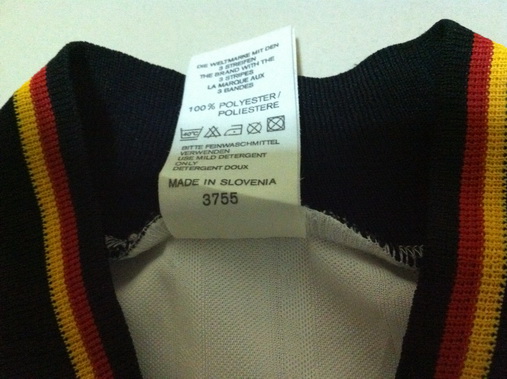 DIE WELTMARKE MIT DEN
3 STREIFEN
THE BRAND WITH THE
3 STRIPES
LA MARQUE AUX
3 BANDES
100% POLYESTER/
POLIESTERE
40°C
BITTE FEINWASCHMITTEL
VERWENDEN
USE MILD DETERGENT
ONLY
DETERGENT DOUX
MADE IN SLOVENIA
3755